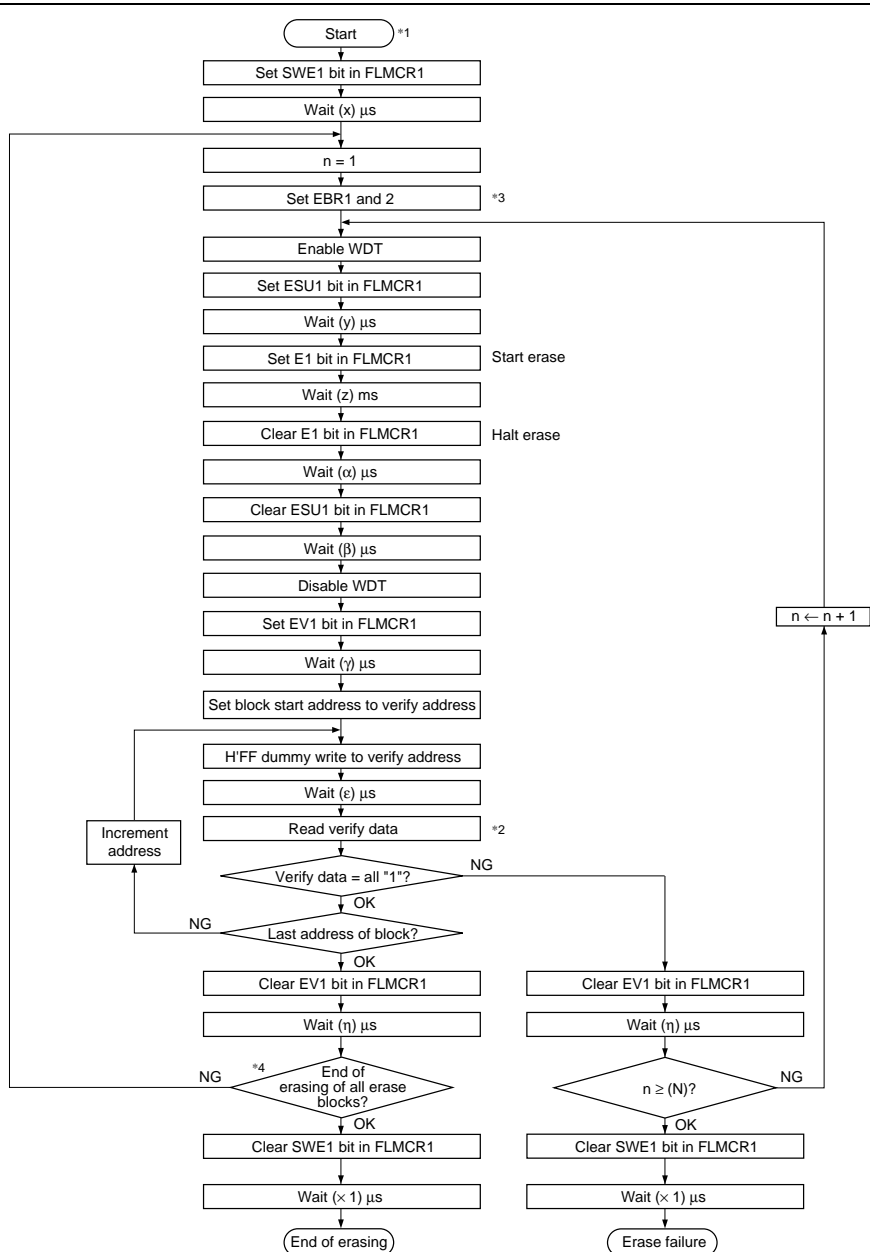 Start *1
Set SWE1 bit in FLMCR1
Wait (x) μs
n = 1
Set EBR1 and 2 *3
Enable WDT
Set ESU1 bit in FLMCR1
Wait (y) μs
Set E1 bit in FLMCR1 Start erase
Wait (z) ms
Clear E1 bit in FLMCR1 Halt erase
Wait (α) μs
Clear ESU1 bit in FLMCR1
Wait (β) μs
Disable WDT
n ← n + 1
Set EV1 bit in FLMCR1
Wait (γ) μs
Set block start address to verify address
H'FF dummy write to verify address
Wait (ε) μs
Read verify data *2
Increment
address
Verify data = all "1"?
NG
OK
NG
Last address of block?
OK
Clear EV1 bit in FLMCR1
Clear EV1 bit in FLMCR1
Wait (η) μs
Wait (η) μs
NG
*4
End of
erasing of all erase
blocks?
n ≥ (N)?
NG
OK
OK
Clear SWE1 bit in FLMCR1
Clear SWE1 bit in FLMCR1
Wait (× 1) μs
Wait (× 1) μs
End of erasing
Erase failure